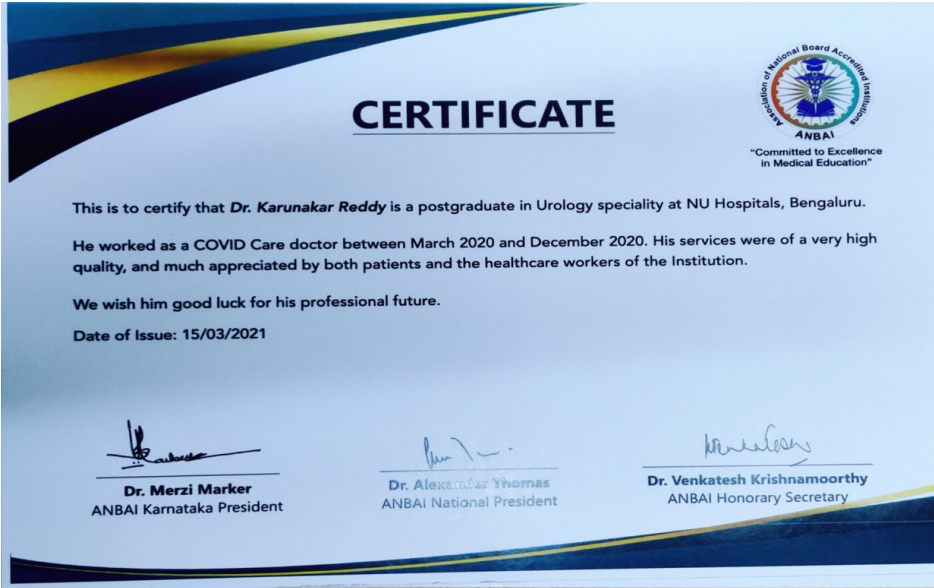 Association of National Board Accredited Institutions
ANBAI
"Committed to Excellence
in Medical Education"
CERTIFICATE
This is to certify that Dr. Karunakar Reddy is a postgraduate in Urology speciality at NU Hospitals, Bengaluru.
He worked as a COVID Care doctor between March 2020 and December 2020. His services were of a very high
quality, and much appreciated by both patients and the healthcare workers of the Institution.
We wish him good luck for his professional future.
Date of Issue: 15/03/2021
Dr. Merzi Marker
ANBAI Karnataka President
Dr. Alexander Thomas
ANBAI National President
Dr. Venkatesh Krishnamoorthy
ANBAI Honorary Secretary